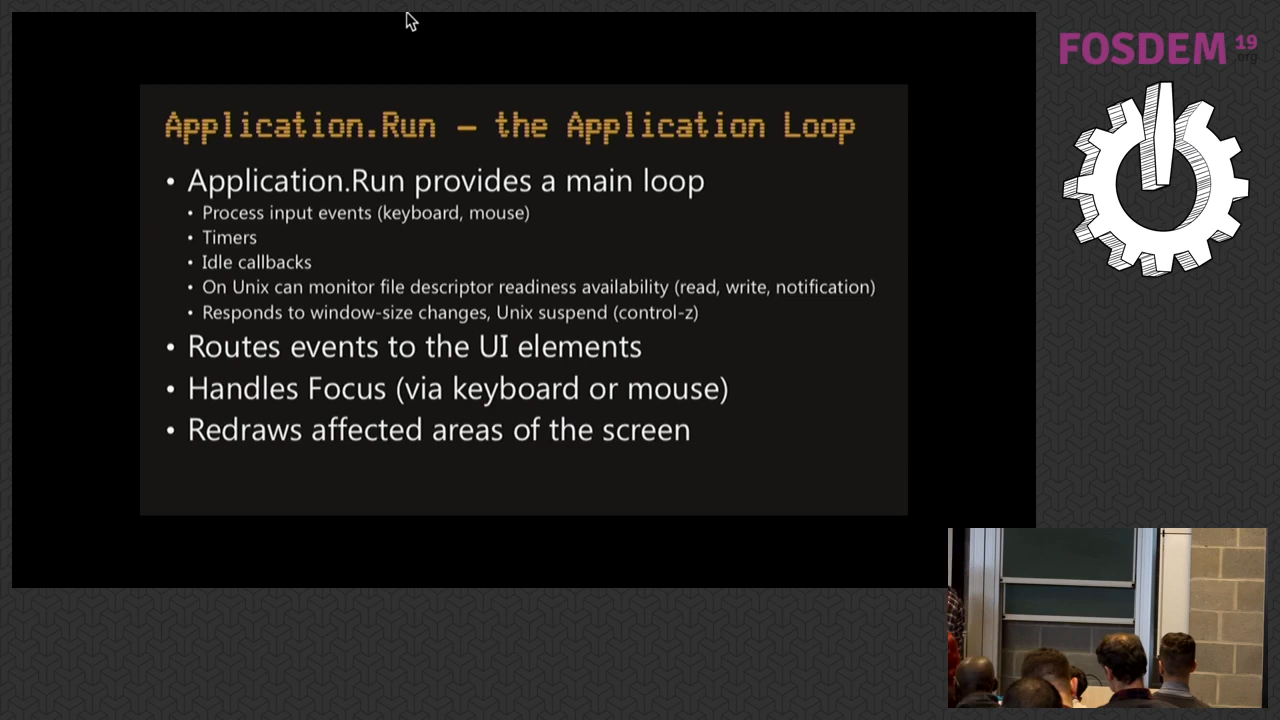 FOSDEM 19
.org
Application.Run – the Application Loop
• Application.Run provides a main loop
• Process input events (keyboard, mouse)
• Timers
• Idle callbacks
• On Unix can monitor file descriptor readiness availability (read, write, notification)
• Responds to window-size changes, Unix suspend (control-z)
• Routes events to the UI elements
• Handles Focus (via keyboard or mouse)
• Redraws affected areas of the screen